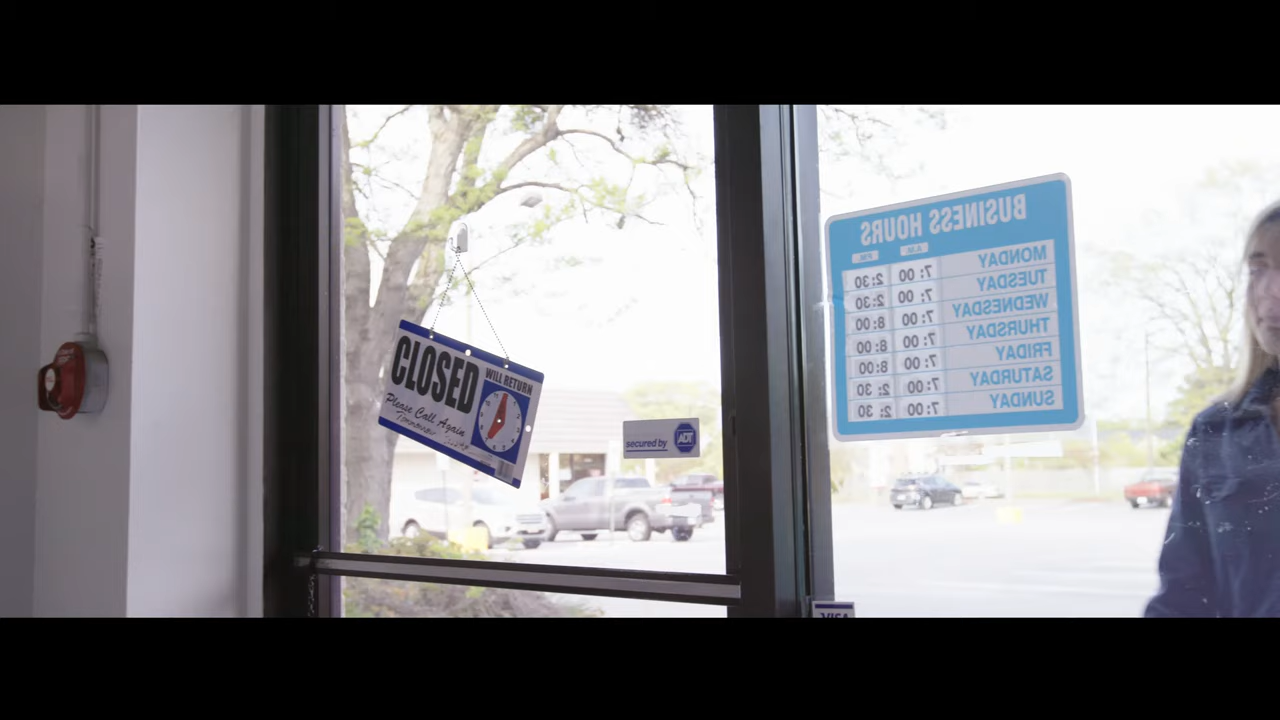 CLOSED
WILL RETURN
Please Call Again
Tommorrow
secured by ADT
BUSINESS HOURS
A.M. P.M.
MONDAY 7:00 2:30
TUESDAY 7:00 2:30
WEDNESDAY 7:00 8:00
THURSDAY 7:00 8:00
FRIDAY 7:00 8:00
SATURDAY 7:00 2:30
SUNDAY 7:00 2:30
VISA